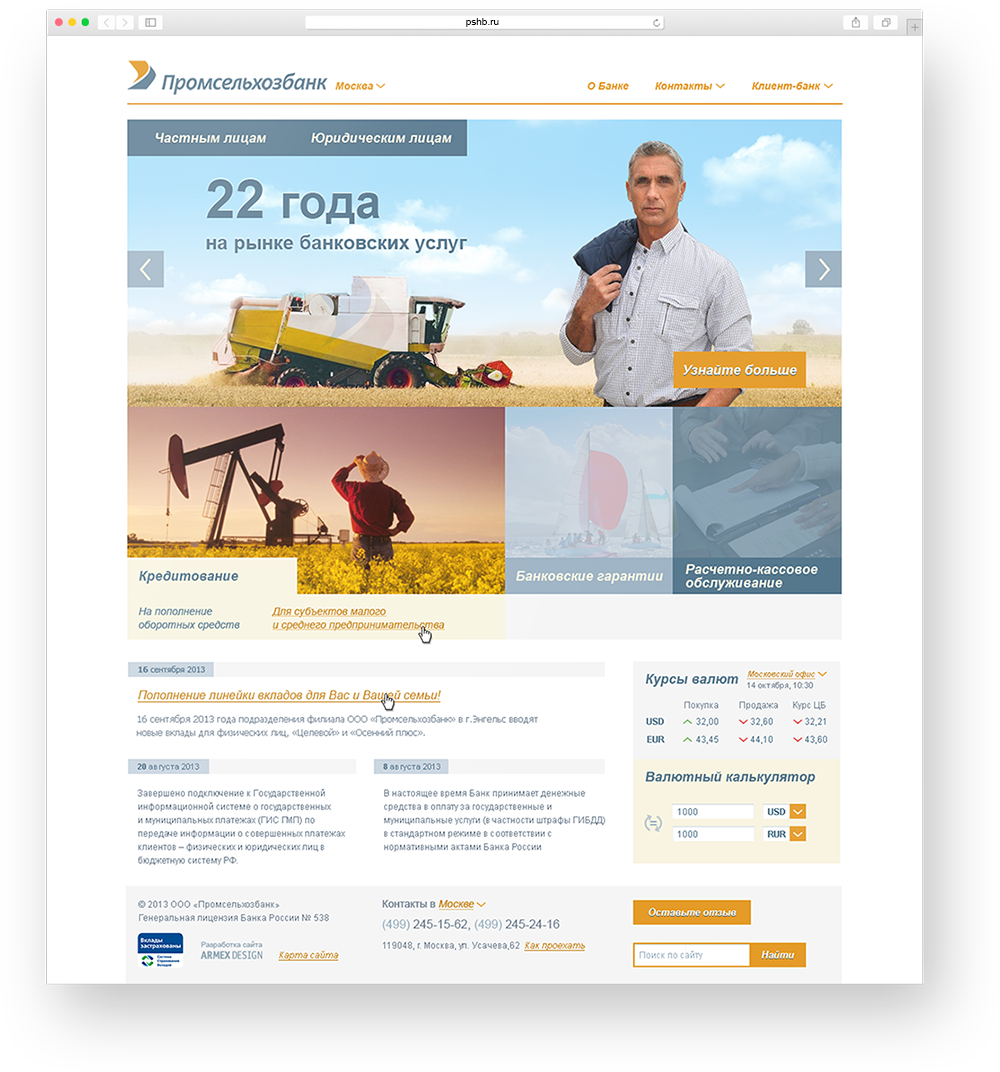 pshb.ru
Промсельхозбанк Москва
О Банке Контакты Клиент-банк
Частным лицам Юридическим лицам
22 года
на рынке банковских услуг
Узнайте больше
Кредитование
Банковские гарантии
Расчетно-кассовое
обслуживание
На пополнение
оборотных средств
Для субъектов малого
и среднего предпринимательства
16 сентября 2013
Пополнение линейки вкладов для Вас и Вашей семьи!
16 сентября 2013 года подразделения филиала ООО «Промсельхозбанк» в г.Энгельс вводят
новые вклады для физических лиц, «Целевой» и «Осенний плюс».
20 августа 2013
Завершено подключение к Государственной
информационной системе о государственных
и муниципальных платежах (ГИС ГМП) по
передаче информации о совершенных платежах
клиентов – физических и юридических лиц в
бюджетную систему РФ.
8 августа 2013
В настоящее время Банк принимает денежные
средства в оплату за государственные и
муниципальные услуги (в частности штрафы ГИБДД)
в стандартном режиме в соответствии с
нормативными актами Банка России
Курсы валют
Московский офис
14 октября, 10:30
Покупка Продажа Курс ЦБ
USD 32,00 32,60 32,21
EUR 43,45 44,10 43,60
Валютный калькулятор
1000 USD
1000 RUR
© 2013 ООО «Промсельхозбанк»
Генеральная лицензия Банка России № 538
Вклады
застрахованы
Система
Страхования
Вкладов
Разработка сайта
ARMEX DESIGN
Карта сайта
Контакты в Москве
(499) 245-15-62, (499) 245-24-16
119048, г. Москва, ул. Усачева,62 Как проехать
Оставьте отзыв
Поиск по сайту Найти